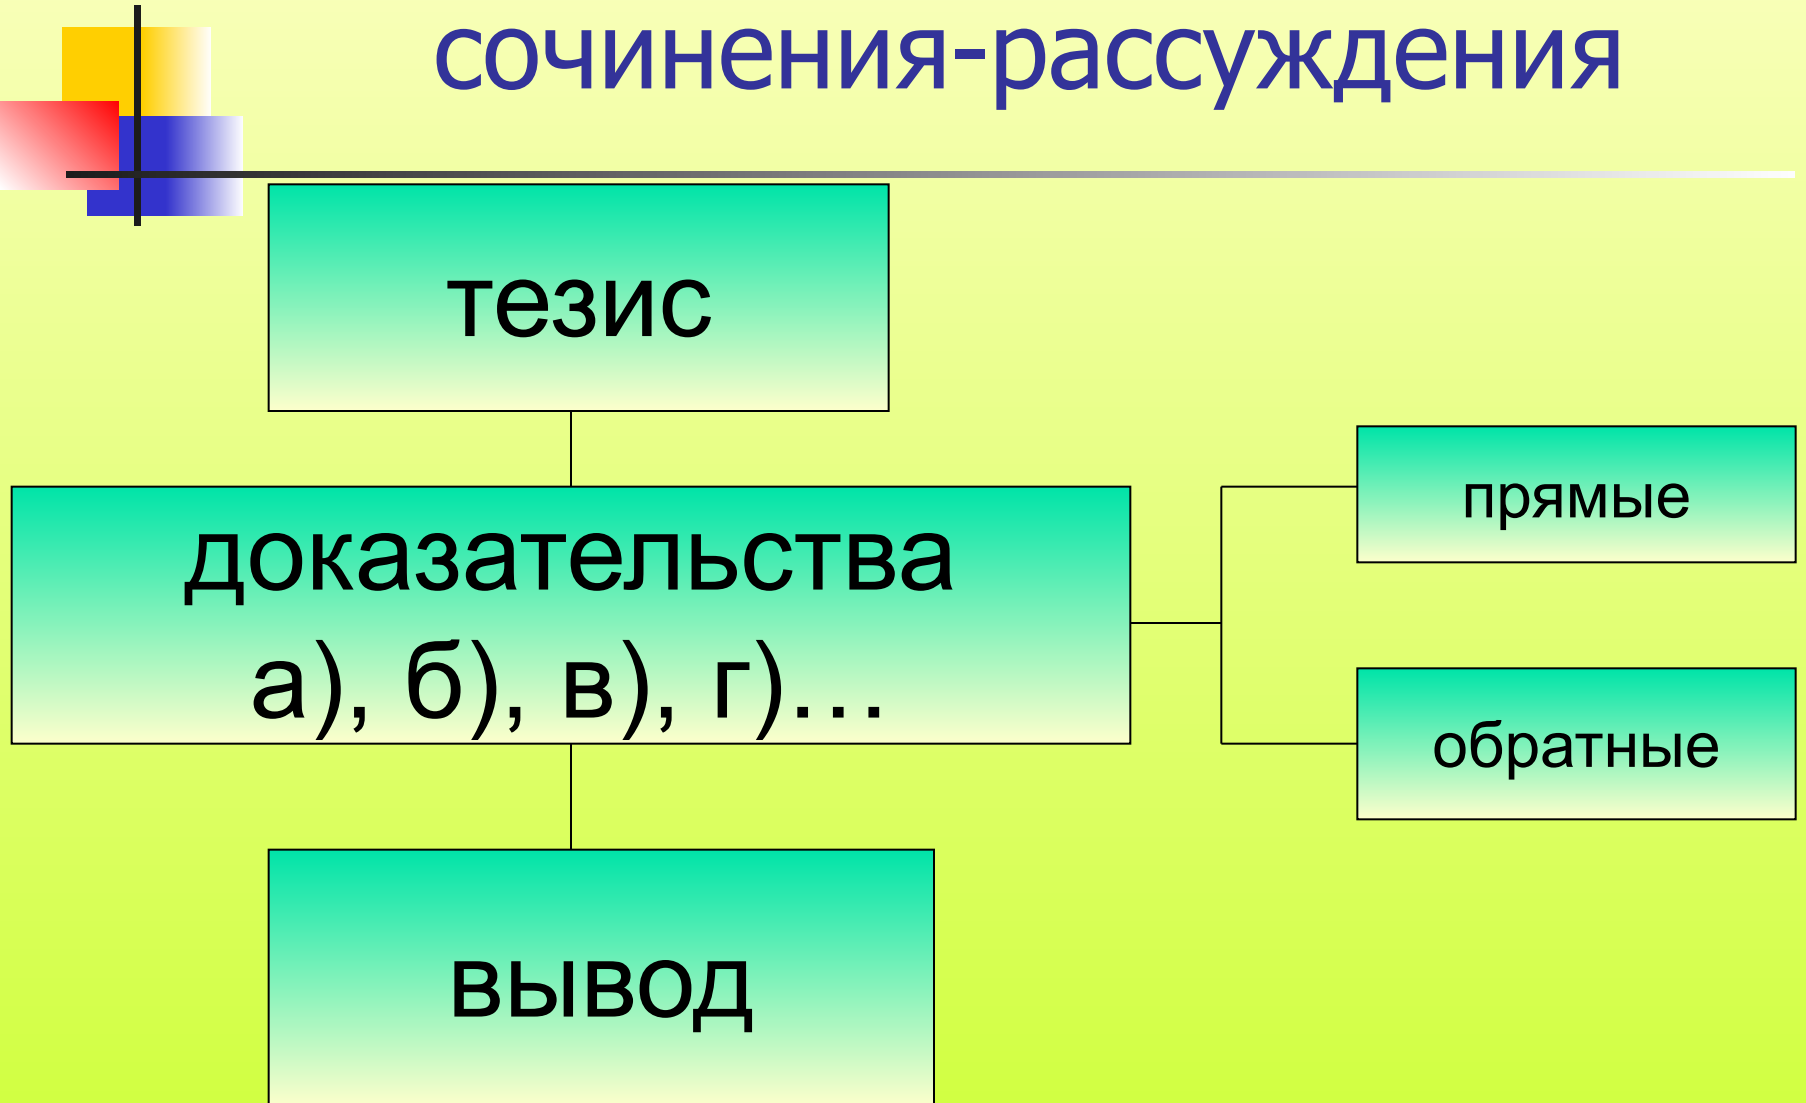 сочинения-рассуждения
тезис
доказательства
а), б), в), г)…
прямые
обратные
вывод